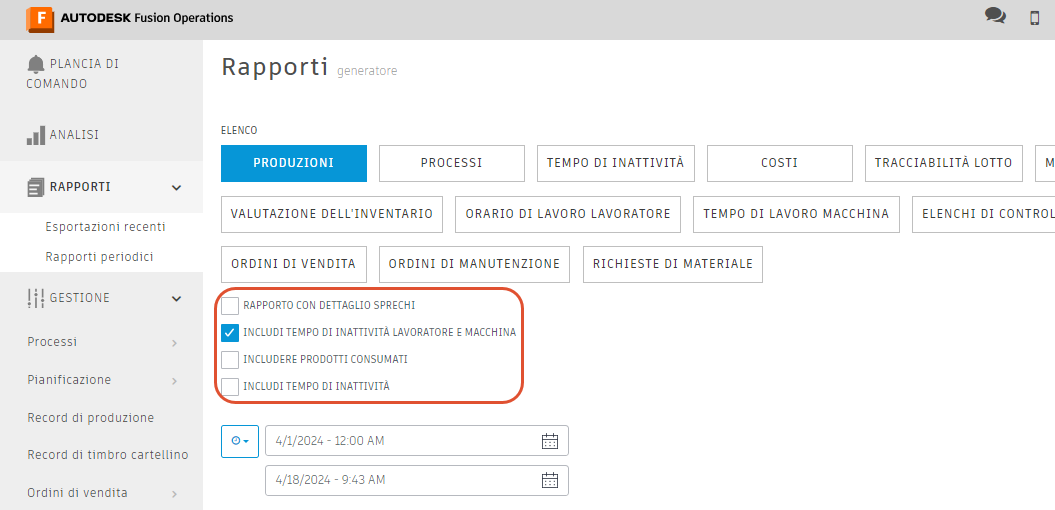 F AUTODESK Fusion Operations
PLANCIA DI
COMANDO
ANALISI
RAPPORTI
Esportazioni recenti
Rapporti periodici
GESTIONE
Processi
Pianificazione
Record di produzione
Record di timbro cartellino
Ordini di vendita
Rapporti generatore
ELENCO
PRODUZIONI PROCESSI TEMPO DI INATTIVITÀ COSTI TRACCIABILITÀ LOTTO M
VALUTAZIONE DELL'INVENTARIO ORARIO DI LAVORO LAVORATORE TEMPO DI LAVORO MACCHINA ELENCHI DI CONTROL
ORDINI DI VENDITA ORDINI DI MANUTENZIONE RICHIESTE DI MATERIALE
RAPPORTO CON DETTAGLIO SPRECHI
INCLUDI TEMPO DI INATTIVITÀ LAVORATORE E MACCHINA
INCLUDERE PRODOTTI CONSUMATI
INCLUDI TEMPO DI INATTIVITÀ
4/1/2024 - 12:00 AM
4/18/2024 - 9:43 AM